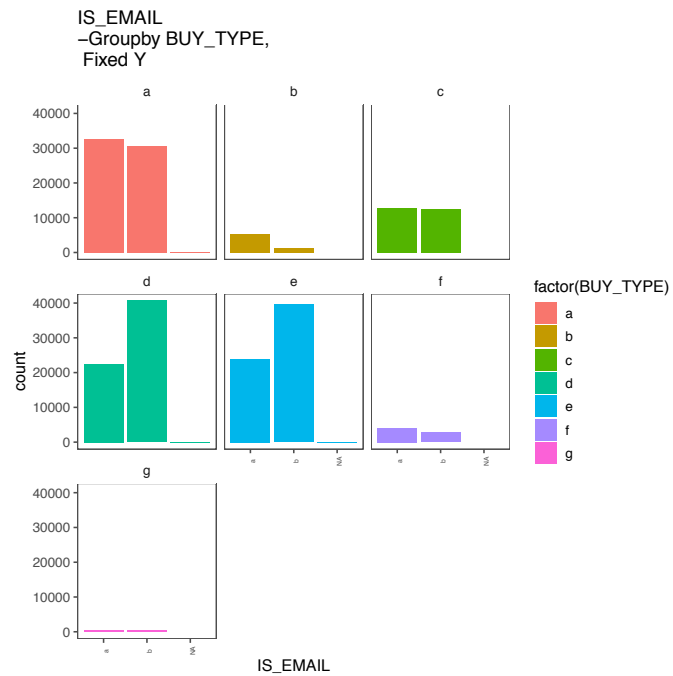 IS_EMAIL
−Groupby BUY_TYPE,
Fixed Y
a
b
c
40000
30000
20000
10000
0
d
e
f
40000
30000
20000
10000
0
a
b
NA
a
b
NA
g
40000
30000
20000
10000
0
a
b
NA
count
IS_EMAIL
factor(BUY_TYPE)
a
b
c
d
e
f
g